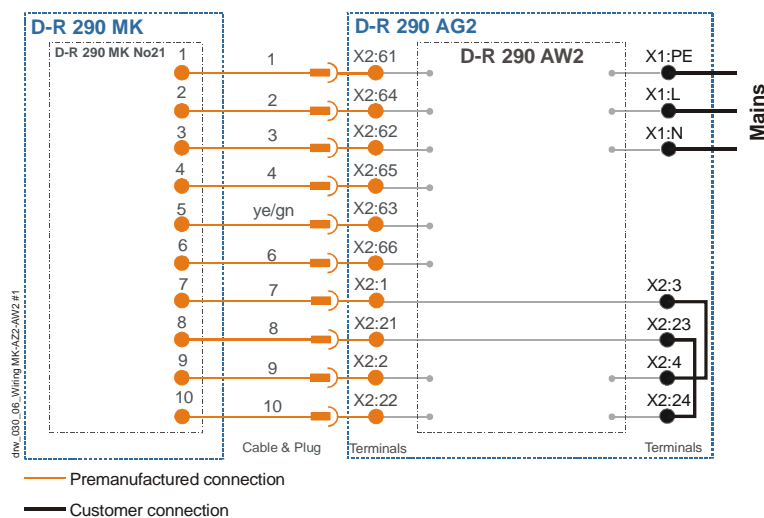 D-R 290 MK
D-R 290 AG2
D-R 290 MK No21
D-R 290 AW2
1 1 X2:61 X1:PE
2 2 X2:64 X1:L
3 3 X2:62 X1:N
4 4 X2:65
5 ye/gn X2:63
6 6 X2:66
7 7 X2:1 X2:3
8 8 X2:21 X2:23
9 9 X2:2 X2:4
10 10 X2:22 X2:24
Mains
Cable & Plug
Terminals
Terminals
drw_030_06_Wiring MK-AZ2-AW2 #1
Premanufactured connection
Customer connection